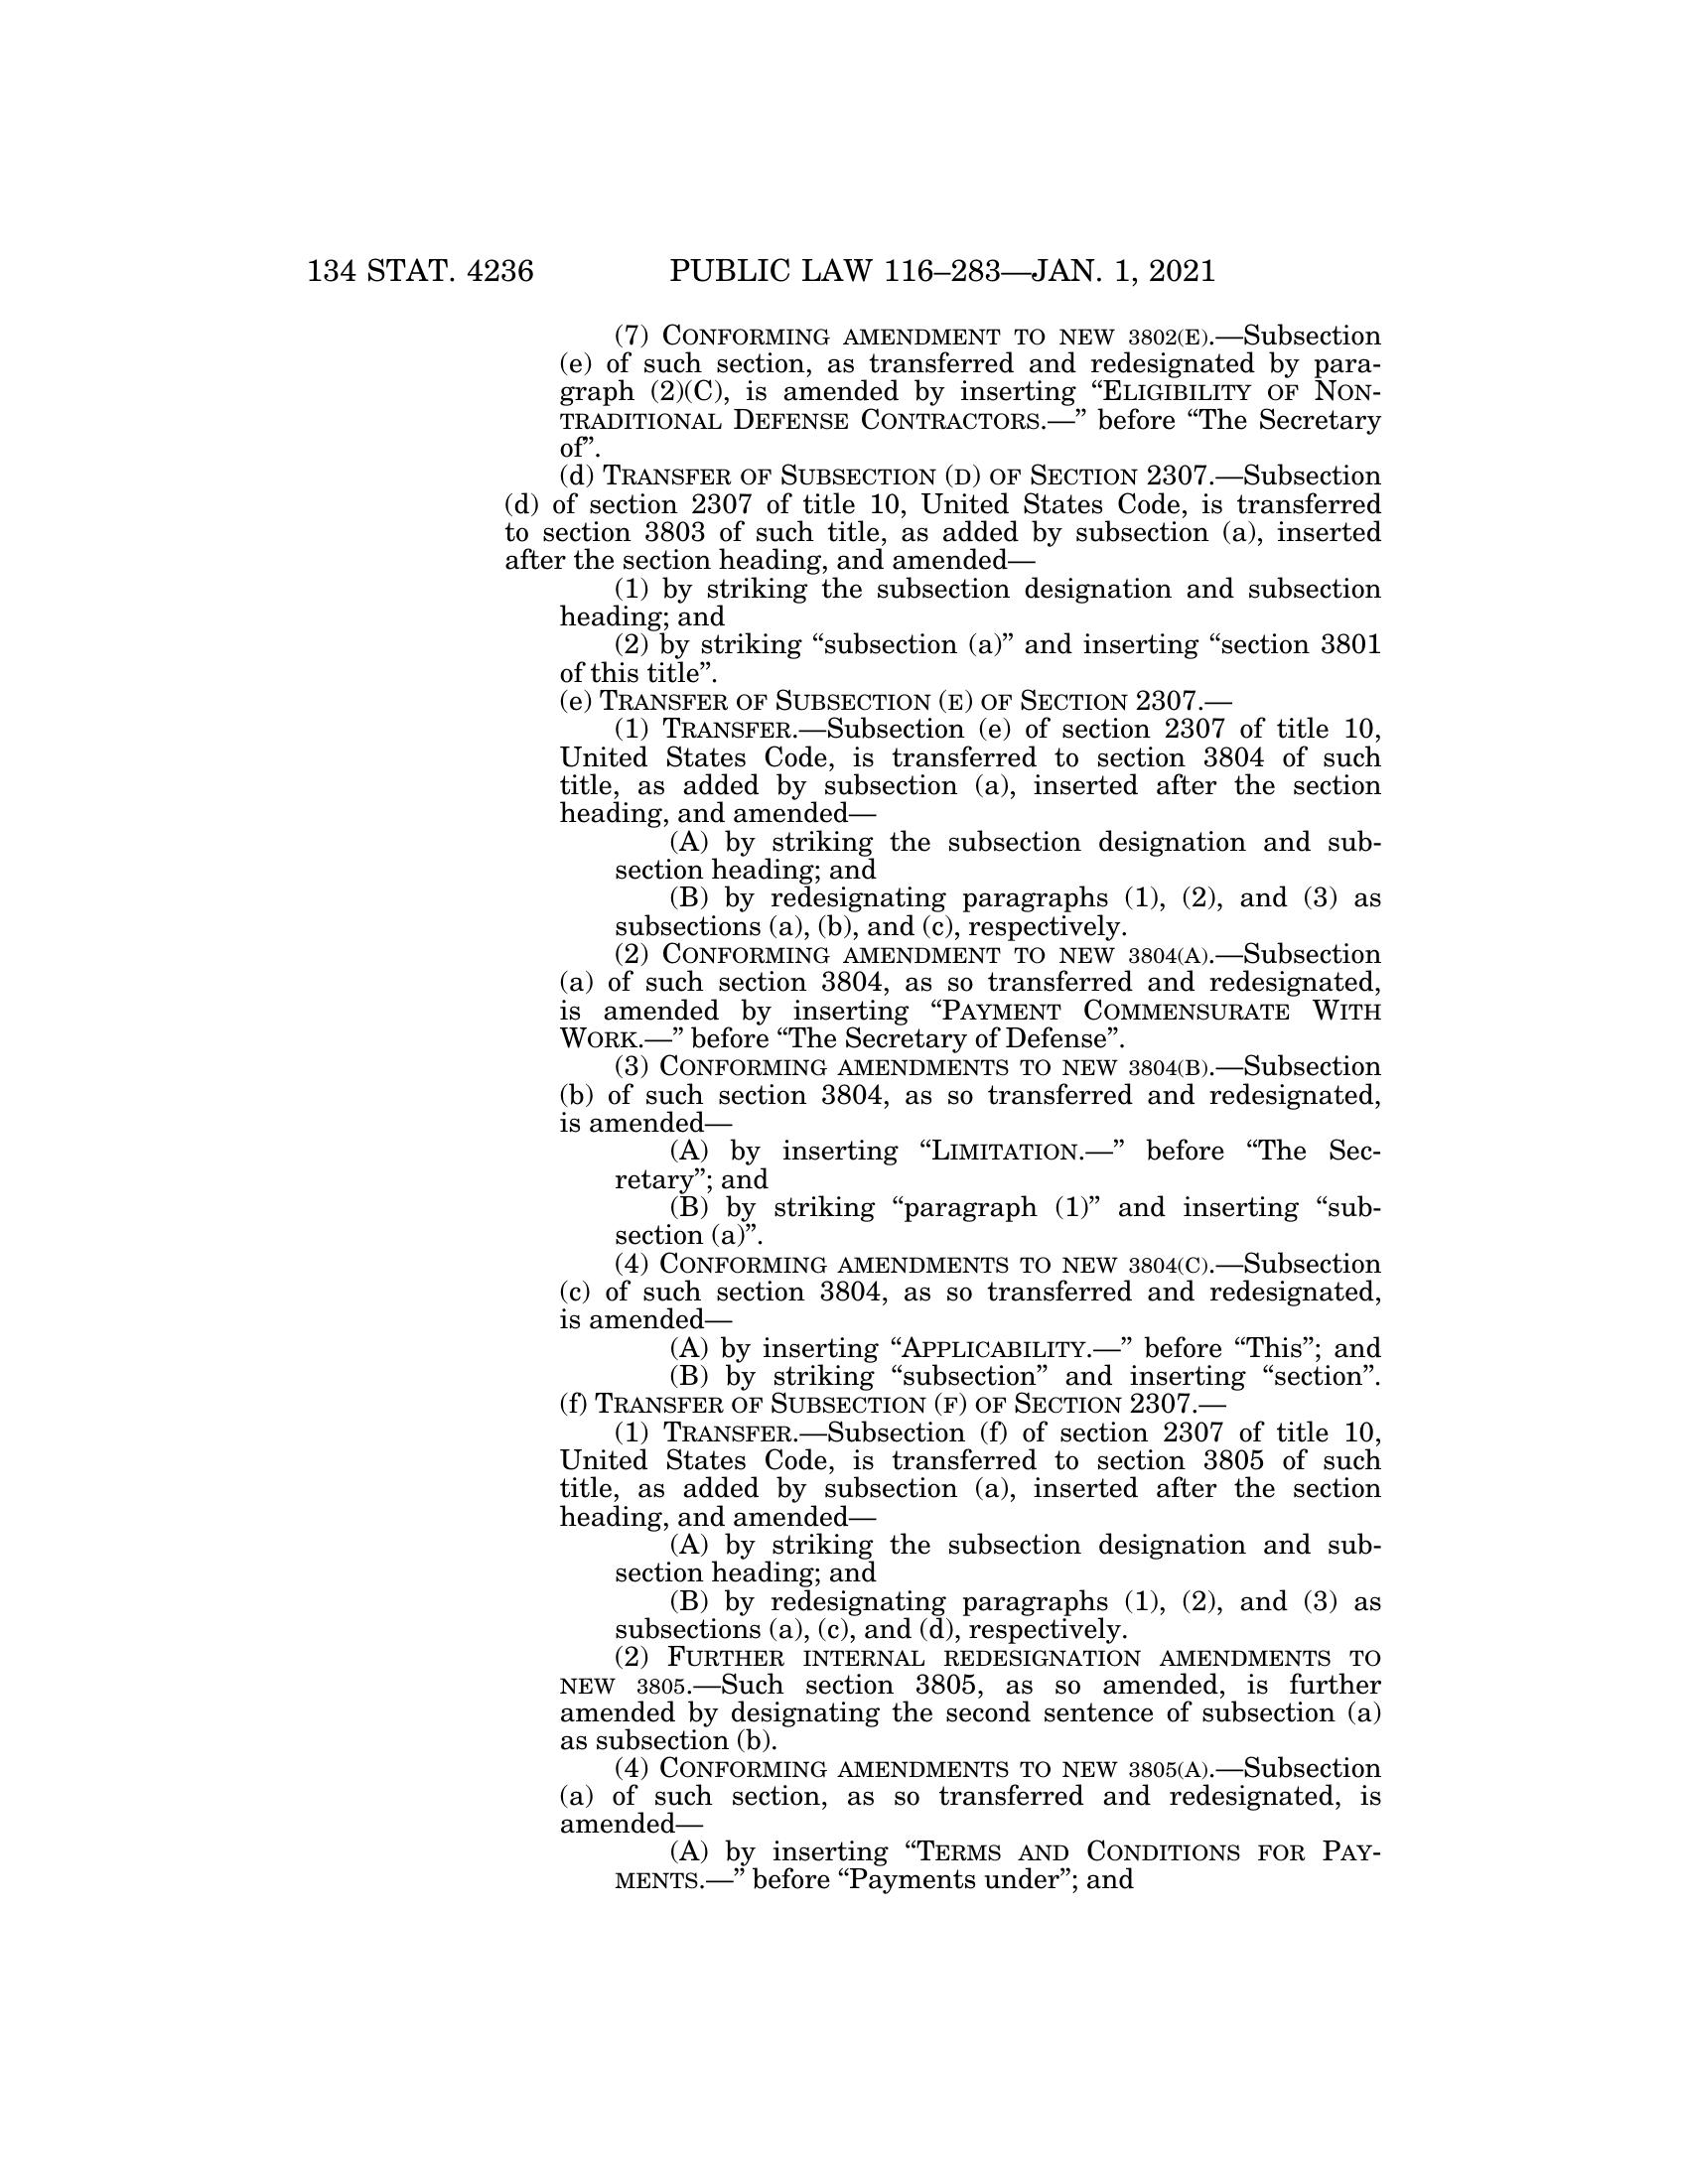 134 STAT. 4236 PUBLIC LAW 116–283—JAN. 1, 2021
(7) CONFORMING AMENDMENT TO NEW 3802(E).—Subsection
(e) of such section, as transferred and redesignated by para-
graph (2)(C), is amended by inserting “ELIGIBILITY OF NON-
TRADITIONAL DEFENSE CONTRACTORS.—” before “The Secretary
of”.
(d) TRANSFER OF SUBSECTION (D) OF SECTION 2307.—Subsection
(d) of section 2307 of title 10, United States Code, is transferred
to section 3803 of such title, as added by subsection (a), inserted
after the section heading, and amended—
(1) by striking the subsection designation and subsection
heading; and
(2) by striking “subsection (a)” and inserting “section 3801
of this title”.
(e) TRANSFER OF SUBSECTION (E) OF SECTION 2307.—
(1) TRANSFER.—Subsection (e) of section 2307 of title 10,
United States Code, is transferred to section 3804 of such
title, as added by subsection (a), inserted after the section
heading, and amended—
(A) by striking the subsection designation and sub-
section heading; and
(B) by redesignating paragraphs (1), (2), and (3) as
subsections (a), (b), and (c), respectively.
(2) CONFORMING AMENDMENT TO NEW 3804(A).—Subsection
(a) of such section 3804, as so transferred and redesignated,
is amended by inserting “PAYMENT COMMENSURATE WITH
WORK.—” before “The Secretary of Defense”.
(3) CONFORMING AMENDMENTS TO NEW 3804(B).—Subsection
(b) of such section 3804, as so transferred and redesignated,
is amended—
(A) by inserting “LIMITATION.—” before “The Sec-
retary”; and
(B) by striking “paragraph (1)” and inserting “sub-
section (a)”.
(4) CONFORMING AMENDMENTS TO NEW 3804(C).—Subsection
(c) of such section 3804, as so transferred and redesignated,
is amended—
(A) by inserting “APPLICABILITY.—” before “This”; and
(B) by striking “subsection” and inserting “section”.
(f) TRANSFER OF SUBSECTION (F) OF SECTION 2307.—
(1) TRANSFER.—Subsection (f) of section 2307 of title 10,
United States Code, is transferred to section 3805 of such
title, as added by subsection (a), inserted after the section
heading, and amended—
(A) by striking the subsection designation and sub-
section heading; and
(B) by redesignating paragraphs (1), (2), and (3) as
subsections (a), (c), and (d), respectively.
(2) FURTHER INTERNAL REDESIGNATION AMENDMENTS TO
NEW 3805.—Such section 3805, as so amended, is further
amended by designating the second sentence of subsection (a)
as subsection (b).
(4) CONFORMING AMENDMENTS TO NEW 3805(A).—Subsection
(a) of such section, as so transferred and redesignated, is
amended—
(A) by inserting “TERMS AND CONDITIONS FOR PAY-
MENTS.—” before “Payments under”; and